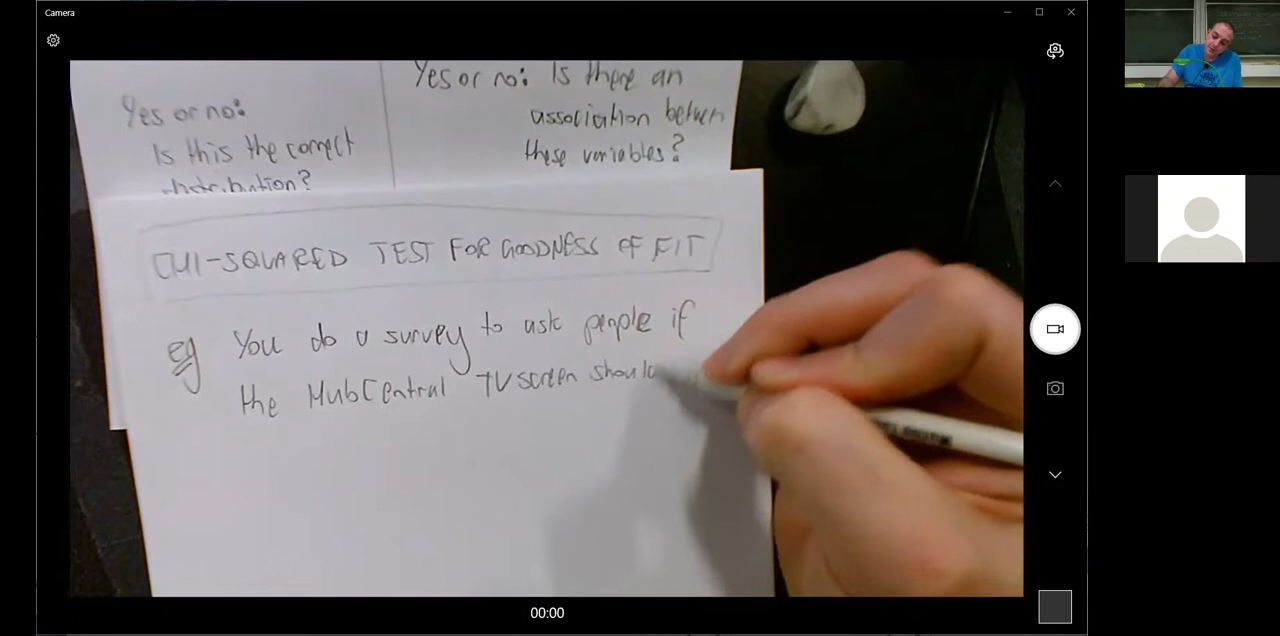 Camera
Yes or no:
Is this the correct
distribution?
Yes or no: Is there an
association between
these variables?
CHI-SQUARED TEST FOR GOODNESS OF FIT
eg You do a survey to ask people if
the HubCentral TV screen should
00:00